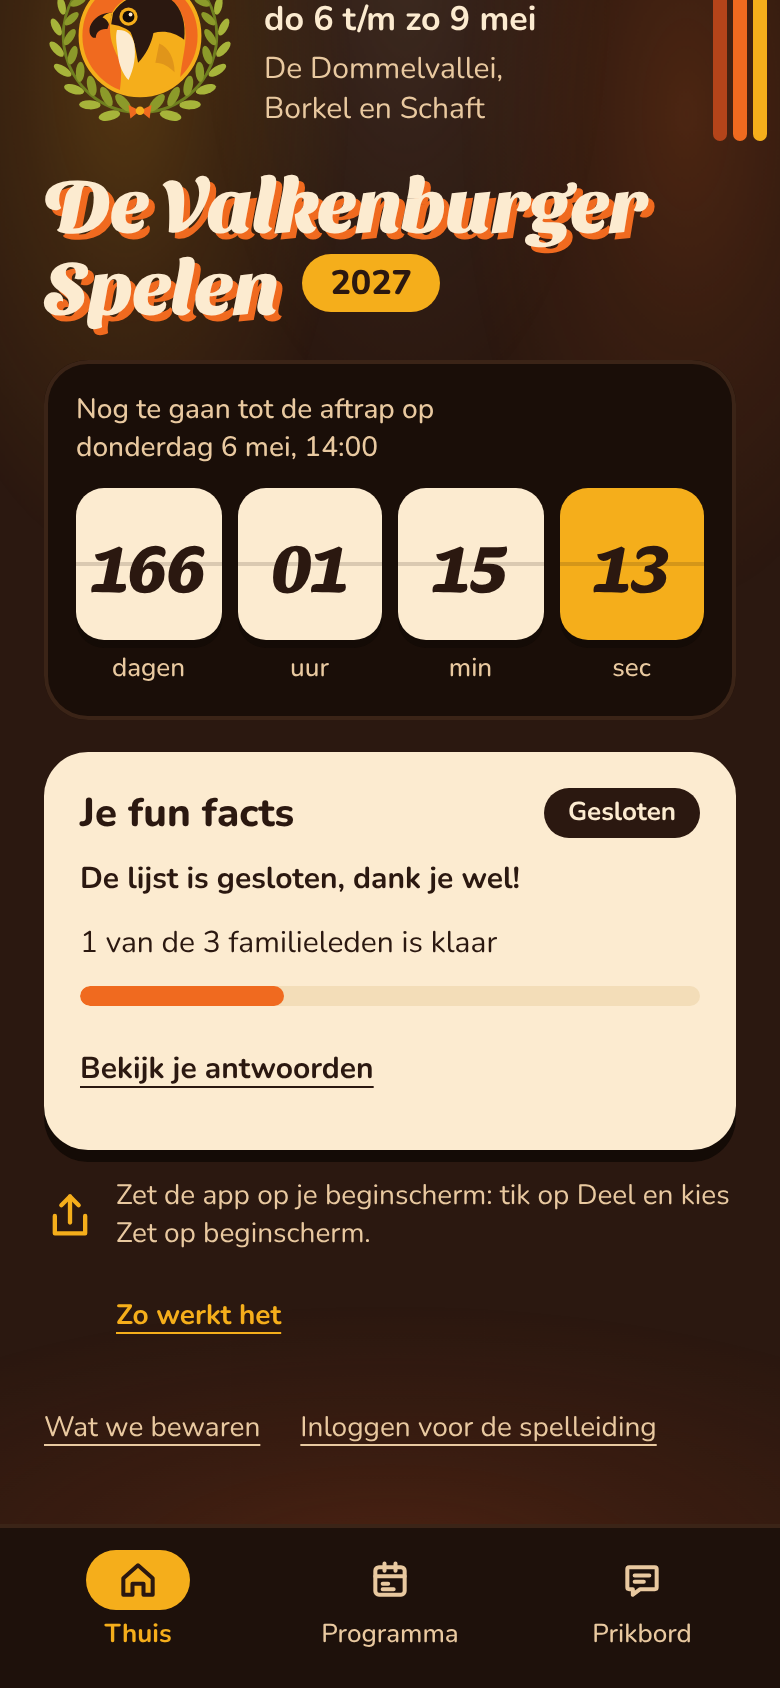 do 6 t/m zo 9 mei
De Dommelvallei,
Borkel en Schaft
De Valkenburger
Spelen 2027
Nog te gaan tot de aftrap op
donderdag 6 mei, 14:00
166 01 15 13
dagen uur min sec
Je fun facts Gesloten
De lijst is gesloten, dank je wel!
1 van de 3 familieleden is klaar
Bekijk je antwoorden
Zet de app op je beginscherm: tik op Deel en kies
Zet op beginscherm.
Zo werkt het
Wat we bewaren Inloggen voor de spelleiding
Thuis Programma Prikbord